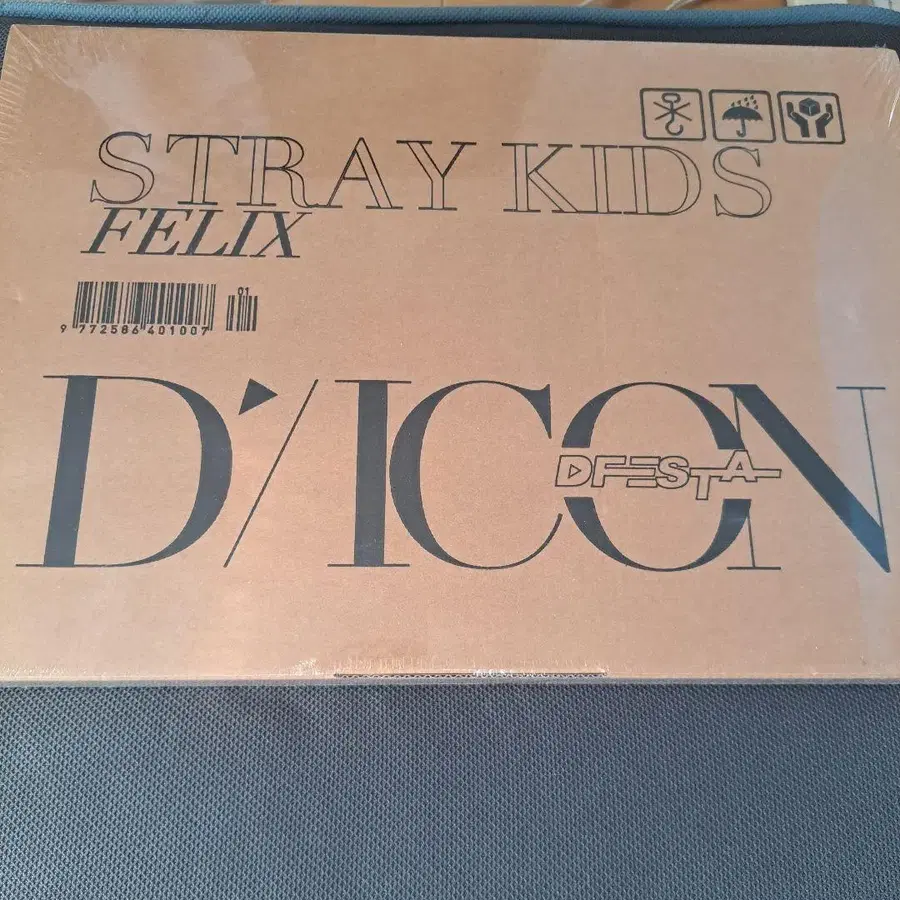 STRAY KIDS
FELIX
01
9 772586 401007
D'/ICON
DFESTA